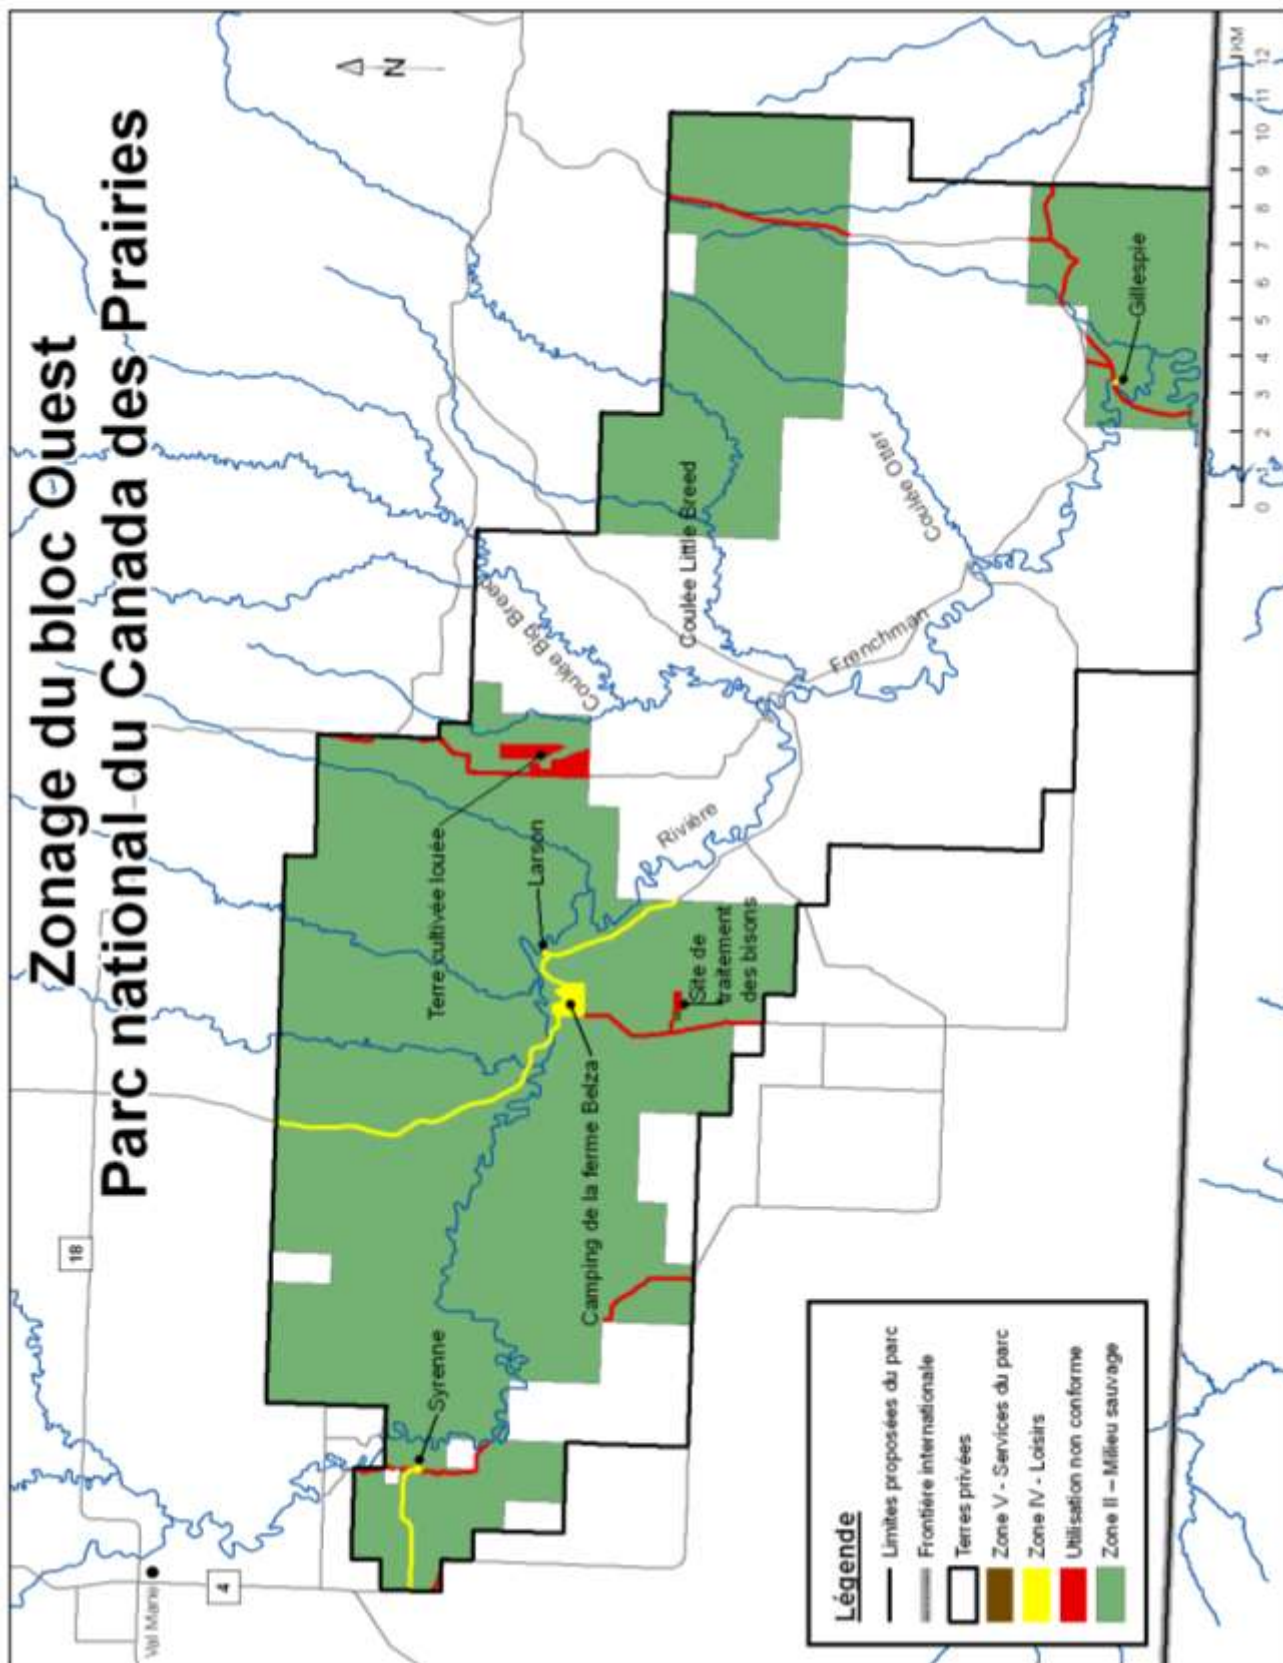 Zonage du bloc Ouest
Parc national du Canada des Prairies
N
18
4
Val Marie
Syrenne
Terre cultivée louée
Larson
Camping de la ferme Belza
Site de
traitement
des bisons
Rivière
Frenchman
Coulée Big Breed
Coulée Little Breed
Coulée Otter
Gillespie
Légende
Limites proposées du parc
Frontière internationale
Terres privées
Zone V - Services du parc
Zone IV - Loisirs
Utilisation non conforme
Zone II – Milieu sauvage
0 1 2 3 4 5 6 7 8 9 10 11 12
KM